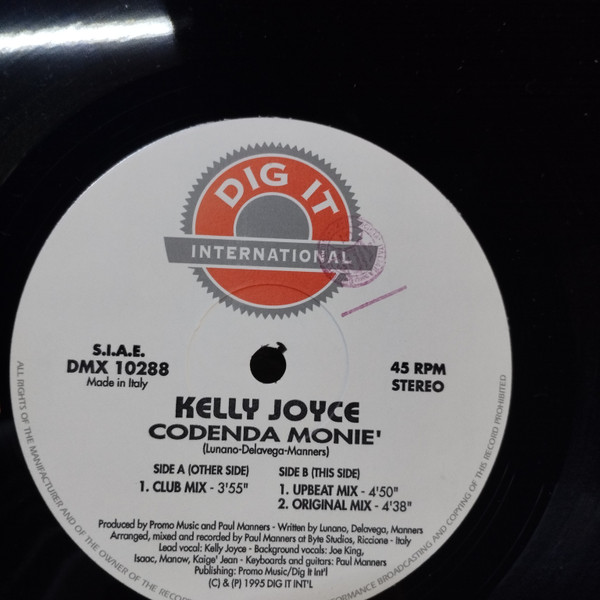 DIG IT
INTERNATIONAL
S.I.A.E.
DMX 10288
Made in Italy
45 RPM
STEREO
KELLY JOYCE
CODENDA MONIE'
(Lunano-Delavega-Manners)
SIDE A (OTHER SIDE)
1. CLUB MIX - 3'55"
SIDE B (THIS SIDE)
1. UPBEAT MIX - 4'50"
2. ORIGINAL MIX - 4'38"
Produced by Promo Music and Paul Manners - Written by Lunano, Delavega, Manners
Arranged, mixed and recorded by Paul Manners at Byte Studios, Riccione - Italy
Lead vocal: Kelly Joyce - Background vocals: Joe King,
Isaac, Manow, Kaige' Jean - Keyboards and guitars: Paul Manners
Publishing: Promo Music/Dig It Int'l
(C) & (P) 1995 DIG IT INT'L
ALL RIGHTS OF THE MANUFACTURER AND OF THE OWNER OF THE RECOR
PERFORMANCE BROADCASTING AND COPYING OF THIS RECORD PROHIBITED